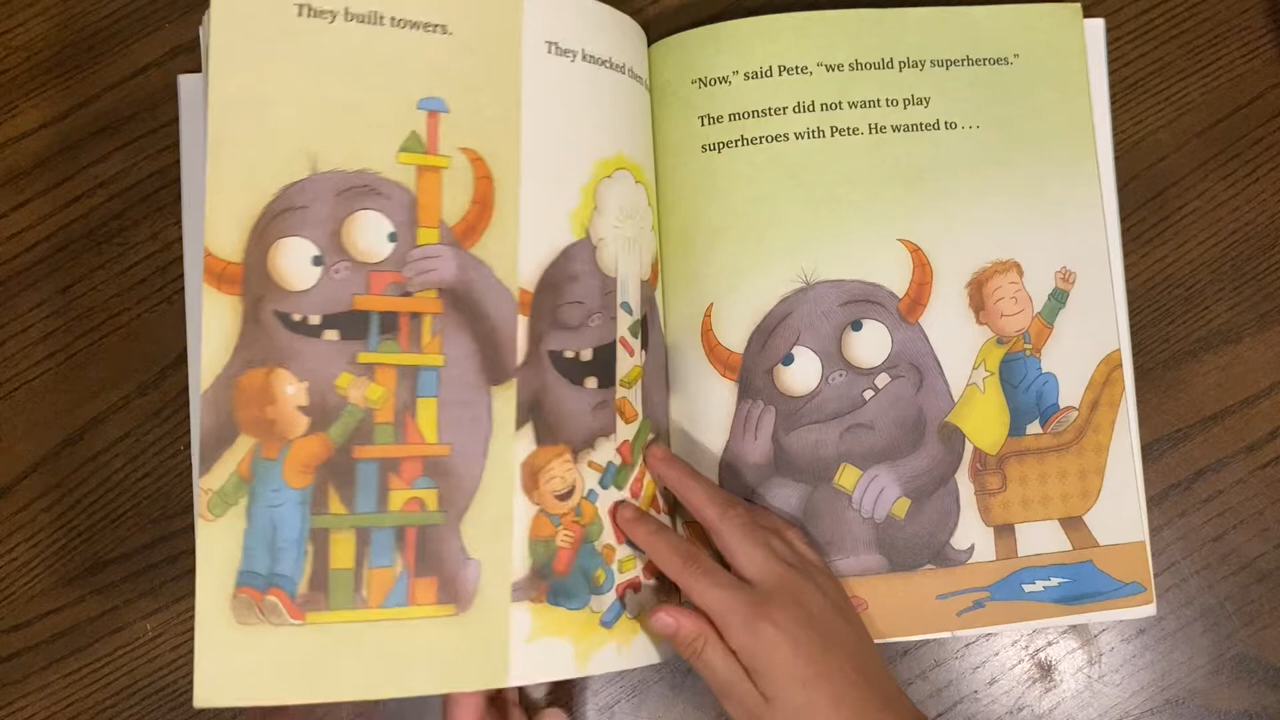 They built towers.
They knocked them
“Now,” said Pete, “we should play superheroes.”
The monster did not want to play
superheroes with Pete. He wanted to . . .